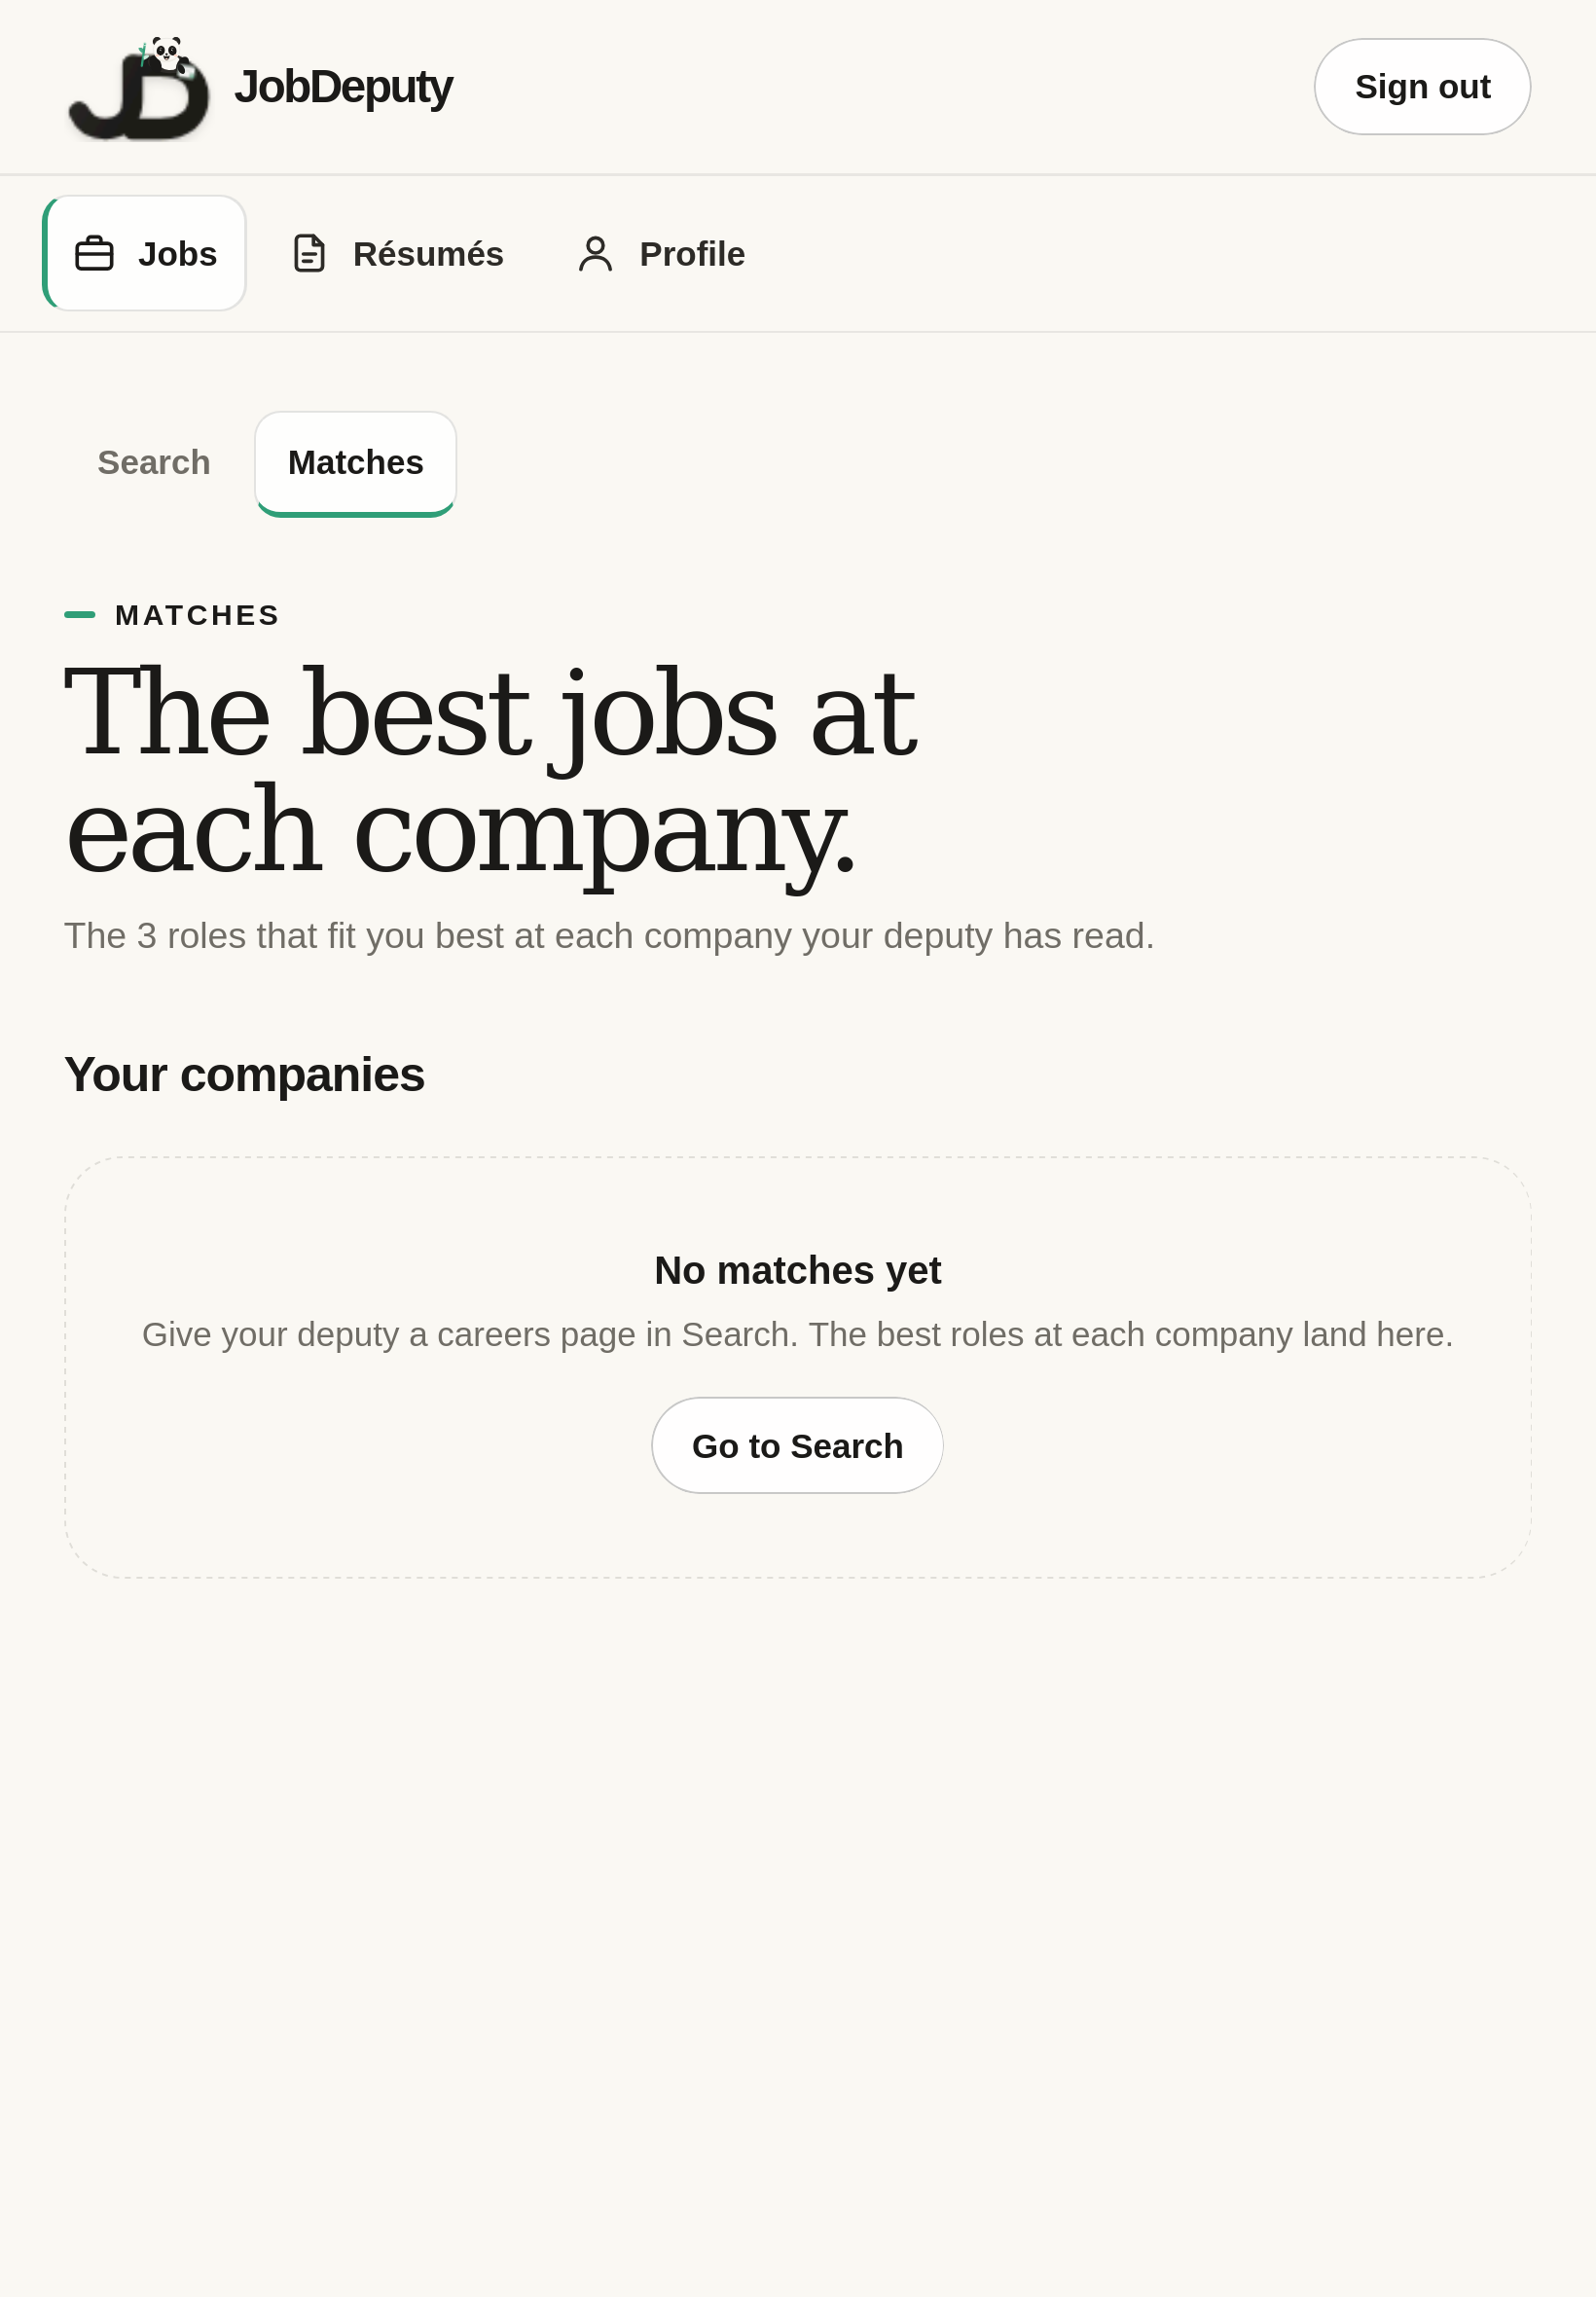 JD
JobDeputy
Sign out
Jobs
Résumés
Profile
Search
Matches
MATCHES
The best jobs at
each company.
The 3 roles that fit you best at each company your deputy has read.
Your companies
No matches yet
Give your deputy a careers page in Search. The best roles at each company land here.
Go to Search